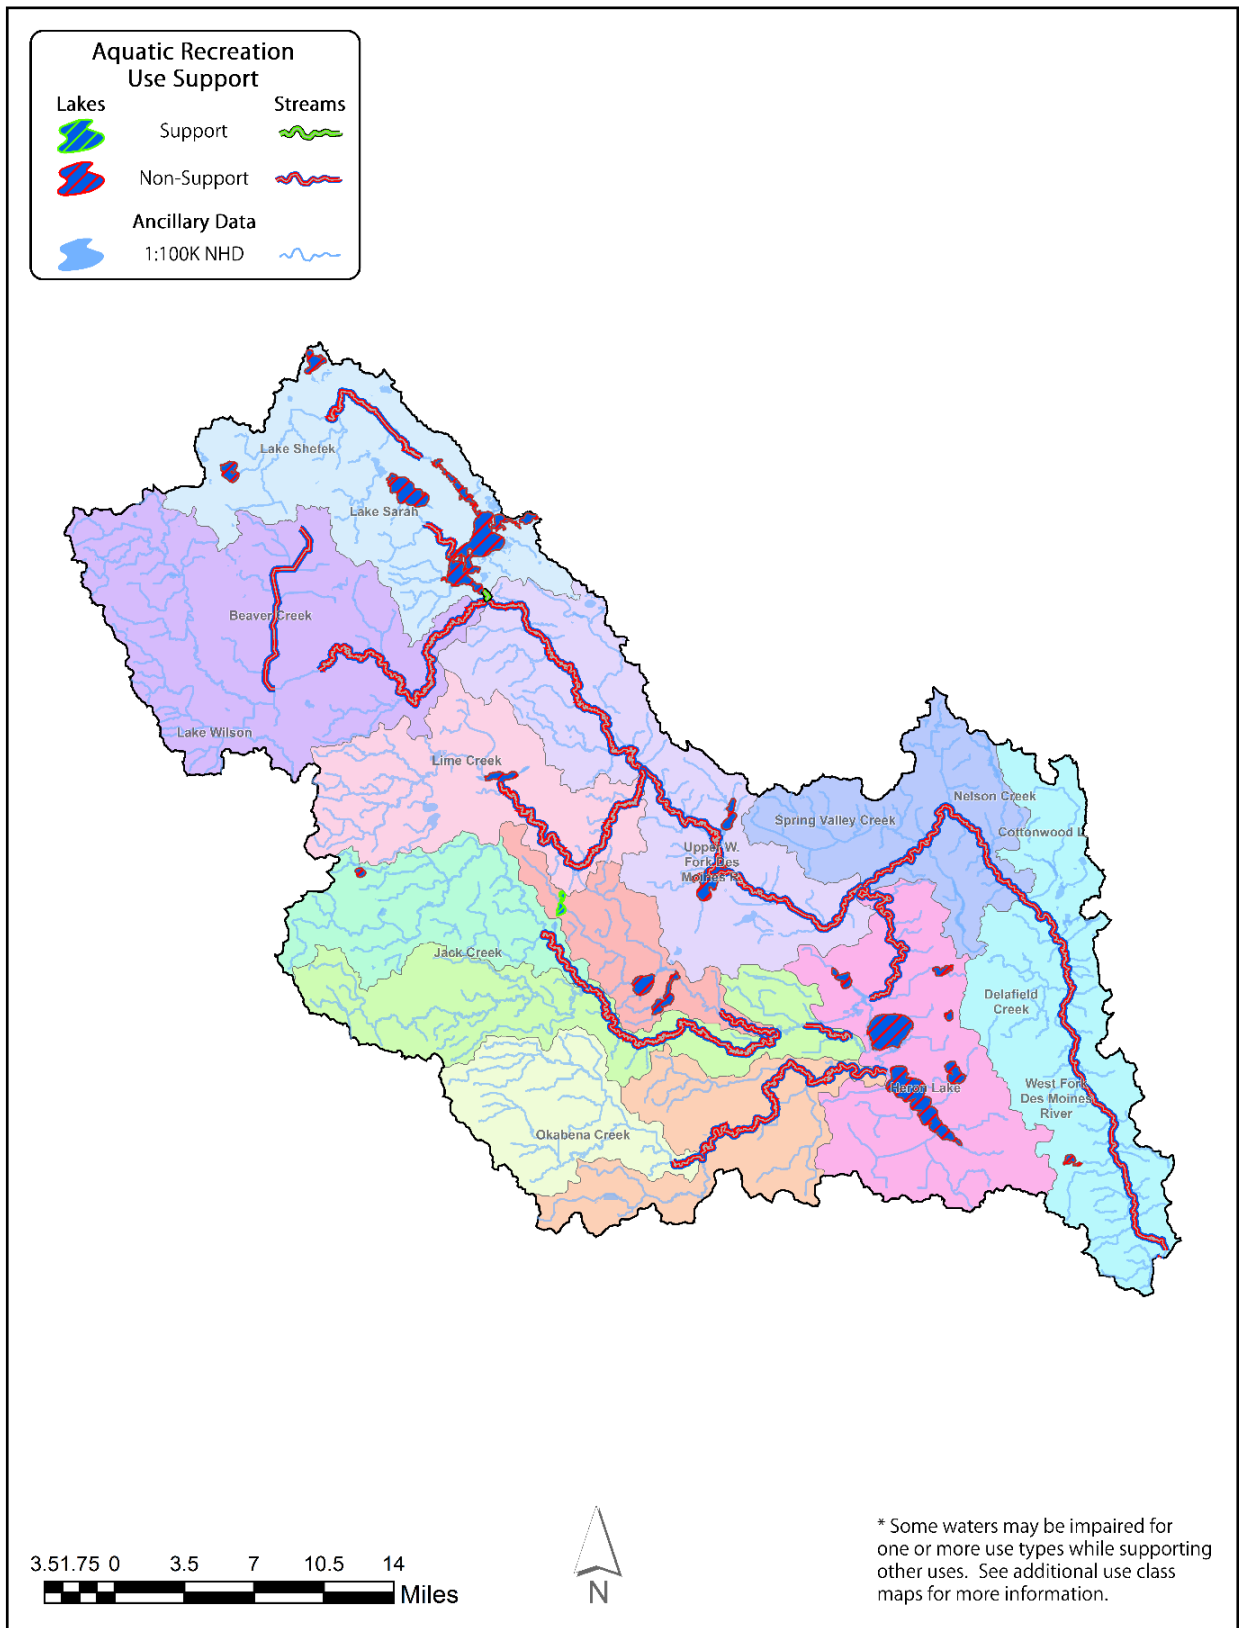 Aquatic Recreation
Use Support
Lakes
Streams
Support
Non-Support
Ancillary Data
1:100K NHD
Lake Shetek
Lake Sarah
Beaver Creek
Lake Wilson
Lime Creek
Nelson Creek
Spring Valley Creek
Cottonwood L.
Upper W.
Fork Des
Moines R.
Jack Creek
Delafield
Creek
West Fork
Des Moines
River
Heron Lake
Okabena Creek
3.51.75 0 3.5 7 10.5 14
Miles
N
* Some waters may be impaired for
one or more use types while supporting
other uses. See additional use class
maps for more information.